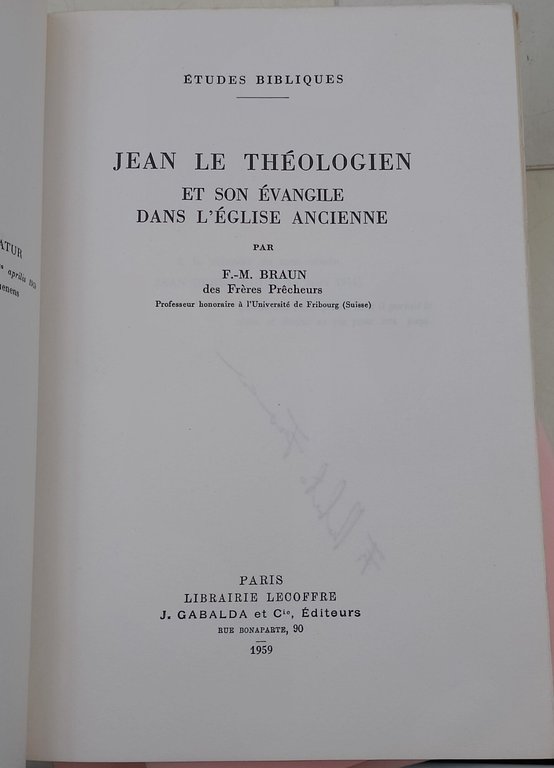 ÉTUDES BIBLIQUES
JEAN LE THÉOLOGIEN
ET SON ÉVANGILE
DANS L'ÉGLISE ANCIENNE
PAR
F.-M. BRAUN
des Frères Prêcheurs
Professeur honoraire à l'Université de Fribourg (Suisse)
PARIS
LIBRAIRIE LECOFFRE
J. GABALDA et Cie, Éditeurs
RUE BONAPARTE, 90
1959